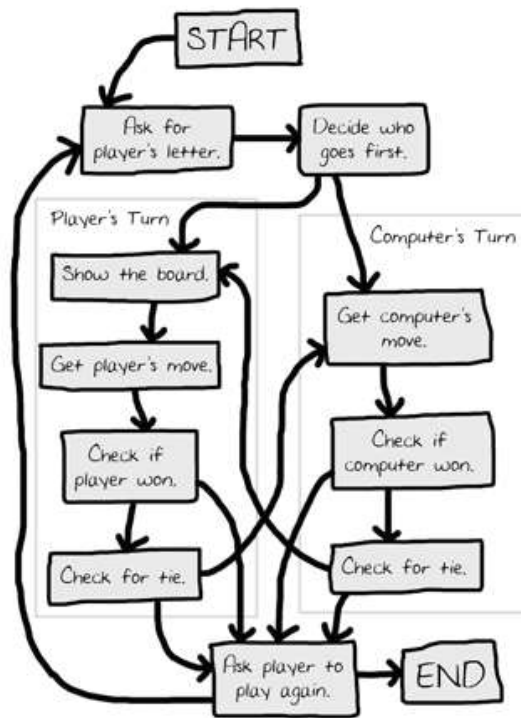 START
Ask for
player's letter.
Decide who
goes first.
Player's Turn
Computer's Turn
Show the board.
Get computer's
move.
Get player's move.
Check if
player won.
Check if
computer won.
Check for tie.
Check for tie.
Ask player to
play again.
END